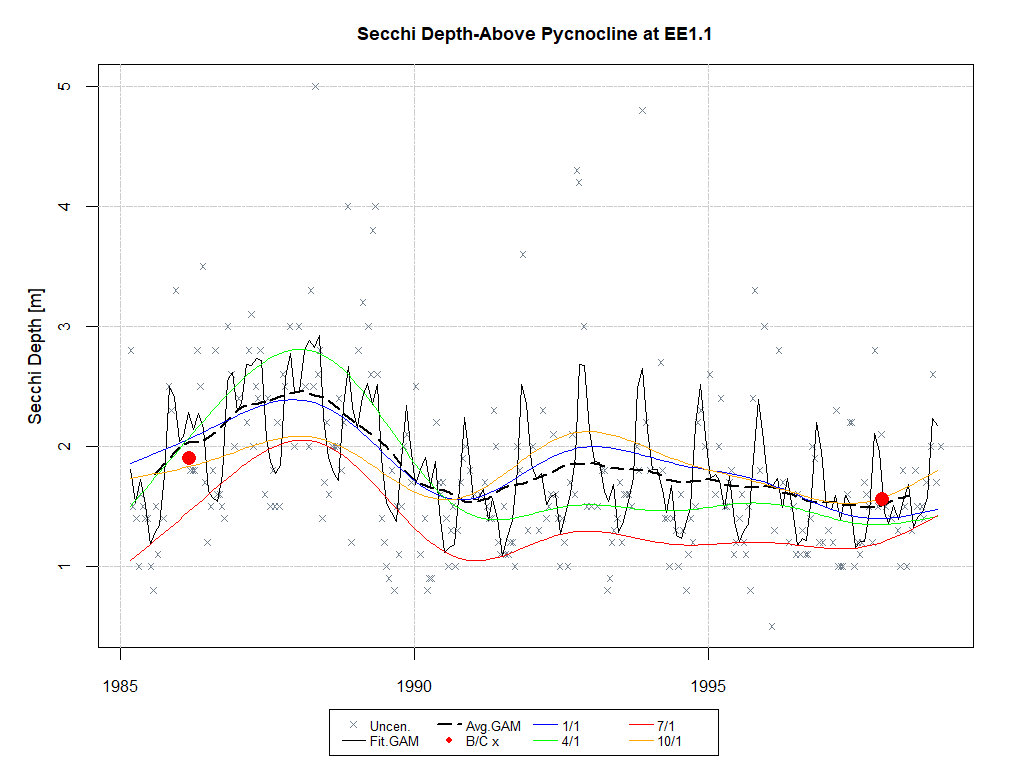 Secchi Depth-Above Pycnocline at EE1.1
Secchi Depth [m]
5
4
3
2
1
1985 1990 1995
Uncen. Avg.GAM 1/1 7/1
Fit.GAM B/C x 4/1 10/1